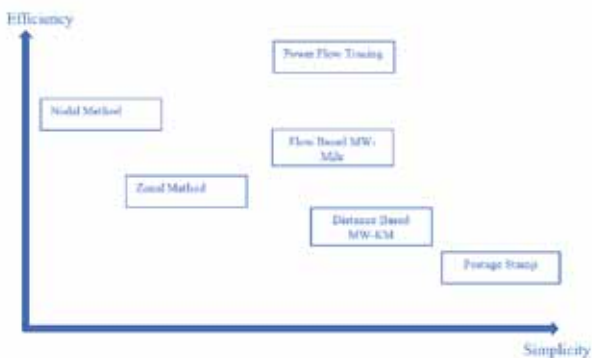 Efficiency
Power Flow Tracing
Nodal Method
Flow Based MW-
Mile
Zonal Method
Distance Based
MW-KM
Postage Stamp
Simplicity